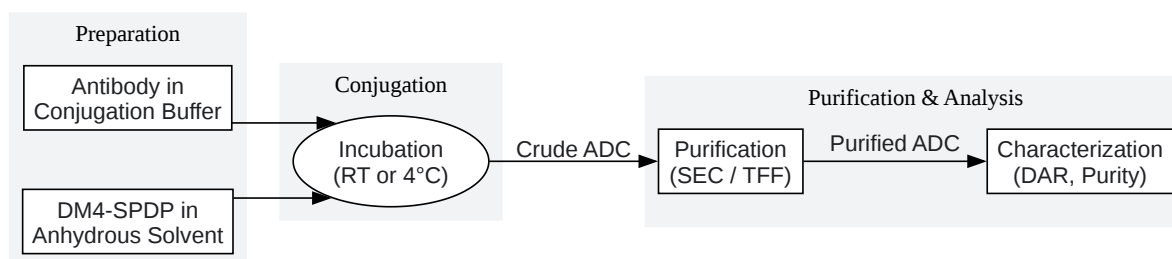 Preparation
Antibody in
Conjugation Buffer
DM4-SPDP in
Anhydrous Solvent
Conjugation
Incubation
(RT or 4°C)
Crude ADC
Purification & Analysis
Purification
(SEC / TFF)
Purified ADC
Characterization
(DAR, Purity)